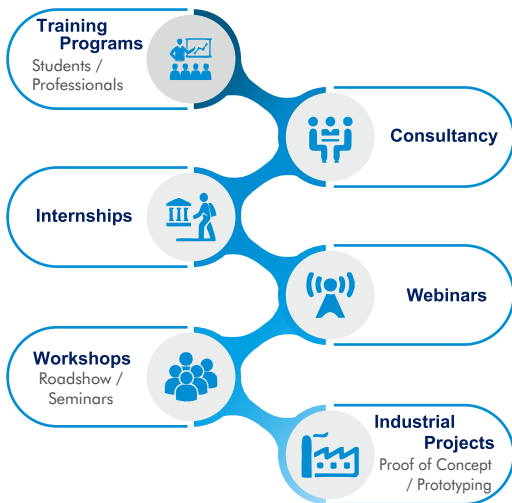 Training
Programs
Students /
Professionals
Consultancy
Internships
Webinars
Workshops
Roadshow /
Seminars
Industrial
Projects
Proof of Concept
/ Prototyping